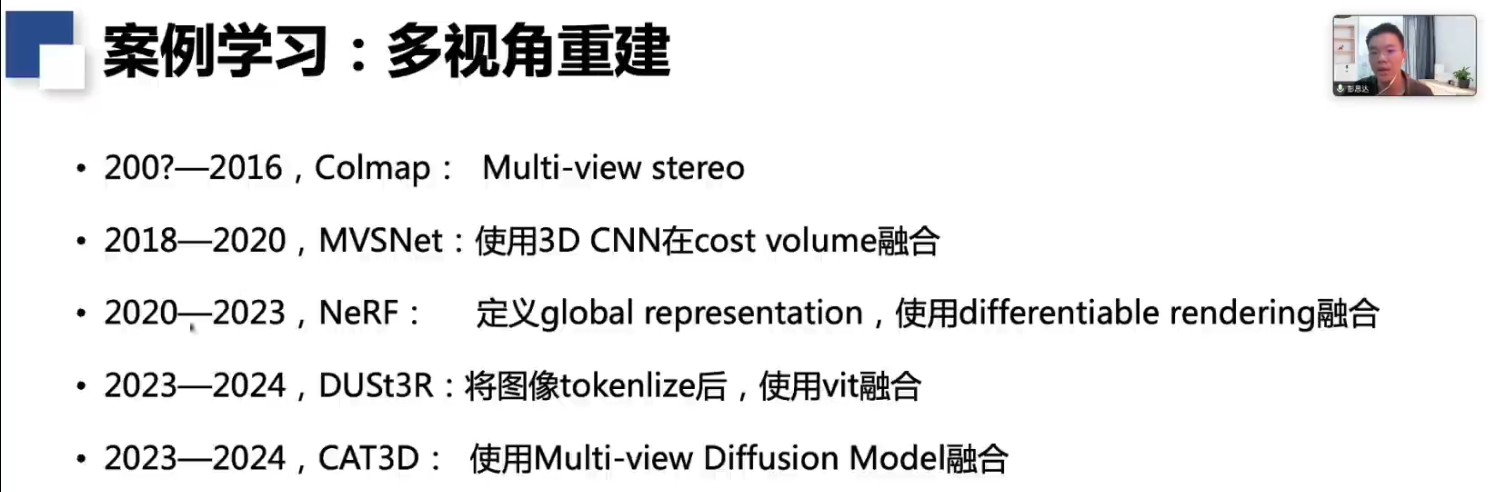 案例学习：多视角重建
彭思达
• 200?—2016，Colmap： Multi-view stereo
• 2018—2020，MVSNet：使用3D CNN在cost volume融合
• 2020—2023，NeRF： 定义global representation，使用differentiable rendering融合
• 2023—2024，DUSt3R：将图像tokenlize后，使用vit融合
• 2023—2024，CAT3D： 使用Multi-view Diffusion Model融合